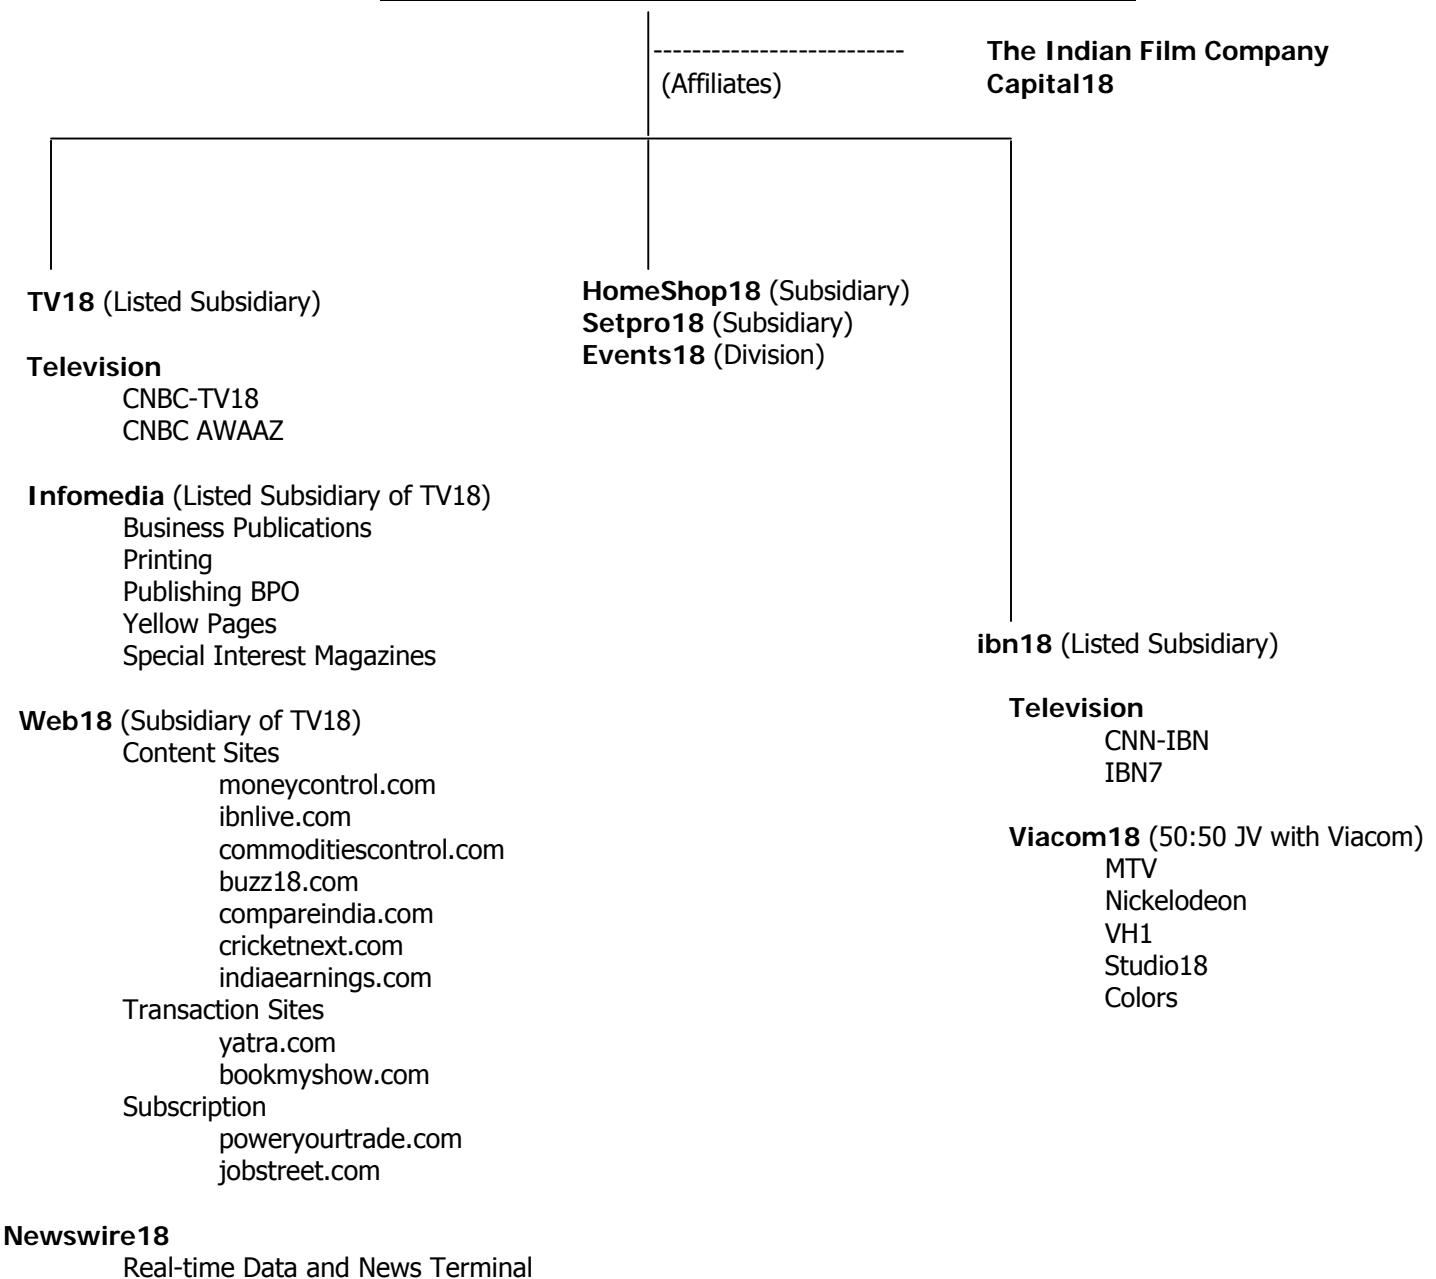 -------------------------- The Indian Film Company
(Affiliates) Capital18
TV18 (Listed Subsidiary)
Television
CNBC-TV18
CNBC AWAAZ
Infomedia (Listed Subsidiary of TV18)
Business Publications
Printing
Publishing BPO
Yellow Pages
Special Interest Magazines
Web18 (Subsidiary of TV18)
Content Sites
moneycontrol.com
ibnlive.com
commoditiescontrol.com
buzz18.com
compareindia.com
cricketnext.com
indiaearnings.com
Transaction Sites
yatra.com
bookmyshow.com
Subscription
poweryourtrade.com
jobstreet.com
Newswire18
Real-time Data and News Terminal
HomeShop18 (Subsidiary)
Setpro18 (Subsidiary)
Events18 (Division)
ibn18 (Listed Subsidiary)
Television
CNN-IBN
IBN7
Viacom18 (50:50 JV with Viacom)
MTV
Nickelodeon
VH1
Studio18
Colors